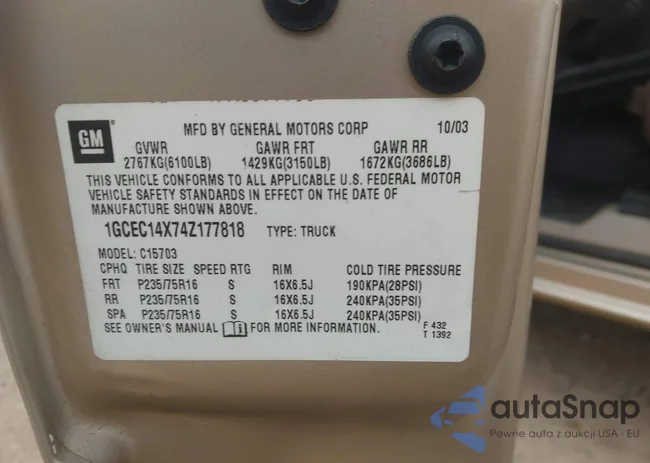 GM
MFD BY GENERAL MOTORS CORP 10/03
GVWR GAWR FRT GAWR RR
2767KG(6100LB) 1429KG(3150LB) 1672KG(3686LB)
THIS VEHICLE CONFORMS TO ALL APPLICABLE U.S. FEDERAL MOTOR
VEHICLE SAFETY STANDARDS IN EFFECT ON THE DATE OF
MANUFACTURE SHOWN ABOVE.
1GCEC14X74Z177818 TYPE: TRUCK
MODEL: C15703
CPHQ TIRE SIZE SPEED RTG RIM COLD TIRE PRESSURE
FRT P235/75R16 S 16X6.5J 190KPA(28PSI)
RR P235/75R16 S 16X6.5J 240KPA(35PSI)
SPA P235/75R16 S 16X6.5J 240KPA(35PSI)
SEE OWNER'S MANUAL FOR MORE INFORMATION.
F 432
T 1392
autaSnap
Pewne auta z aukcji USA i EU